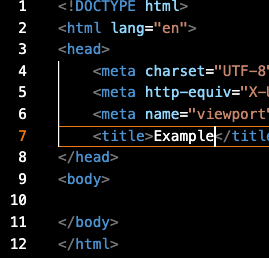 1 <!DOCTYPE html>
2 <html lang="en">
3 <head>
4 <meta charset="UTF-8"
5 <meta http-equiv="X-U
6 <meta name="viewport"
7 <title>Example</title
8 </head>
9 <body>
10
11 </body>
12 </html>